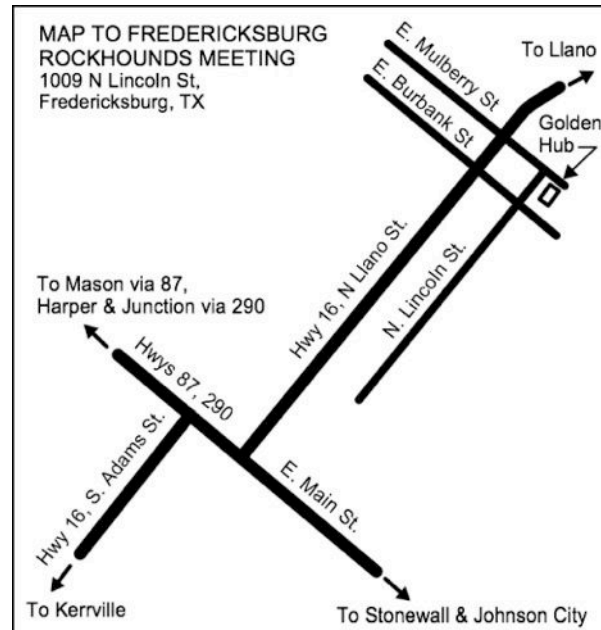 MAP TO FREDERICKSBURG
ROCKHOUNDS MEETING
1009 N Lincoln St,
Fredericksburg, TX
E. Mulberry St
To Llano
E. Burbank St
Golden
Hub
Hwy 16, N Llano St.
N. Lincoln St.
To Mason via 87,
Harper & Junction via 290
Hwys 87, 290
Hwy 16, S. Adams St.
E. Main St.
To Kerrville
To Stonewall & Johnson City